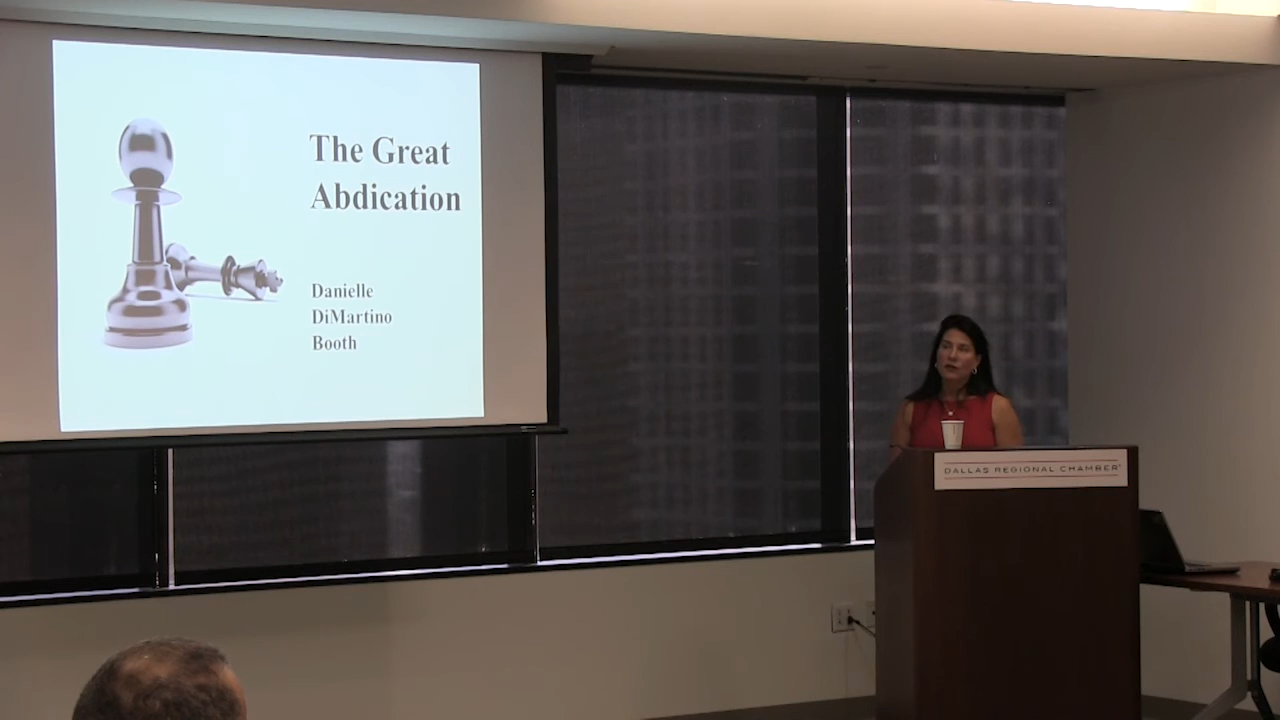 The Great
Abdication
Danielle
DiMartino
Booth
DALLAS REGIONAL CHAMBER